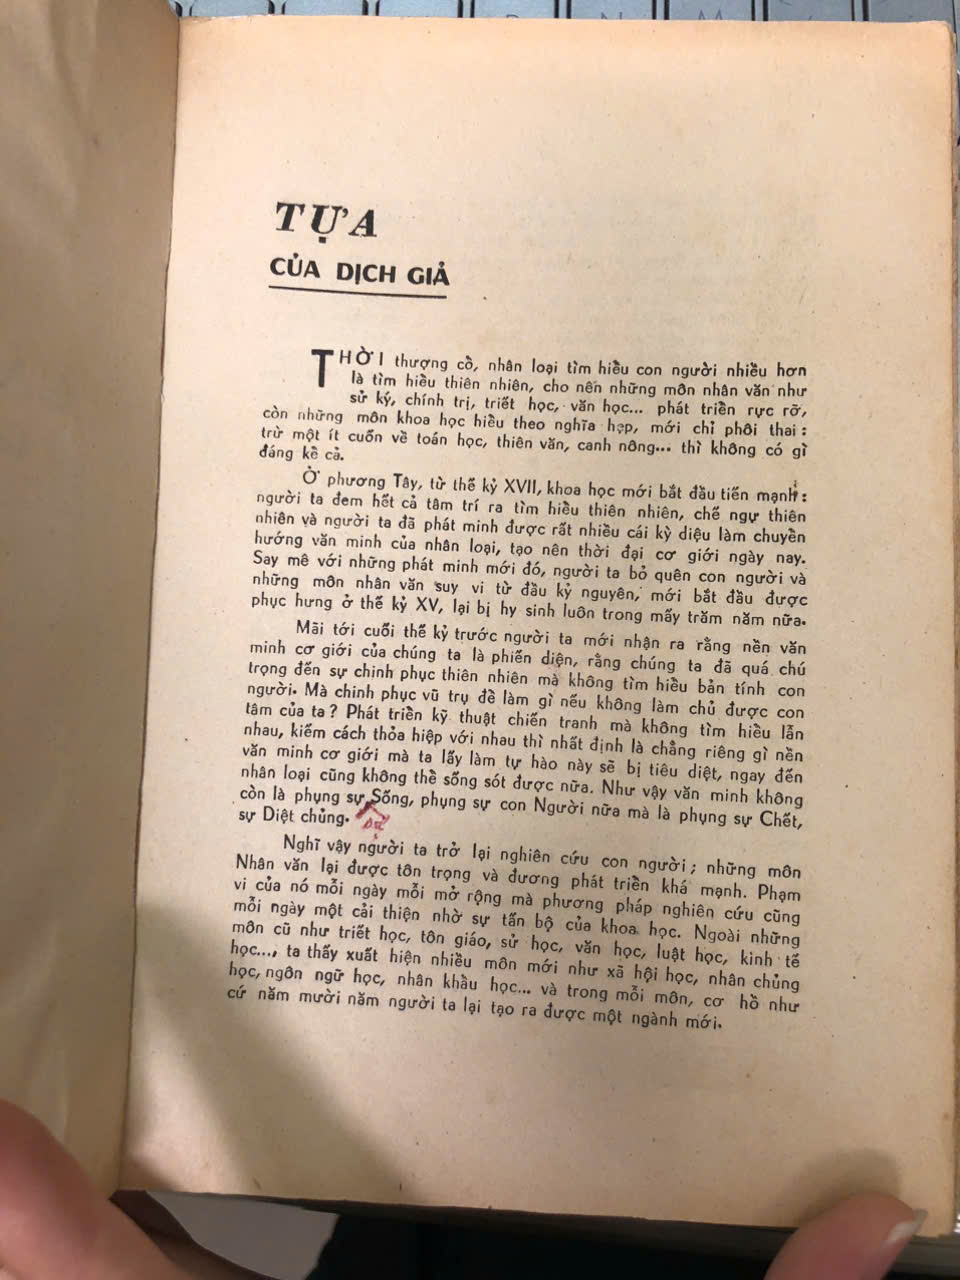 TỰA
CỦA DỊCH GIẢ
THỜI thượng cồ, nhân loại tìm hiều con người nhiều hơn
là tìm hiều thiên nhiên, cho nến những môn nhân văn như
sử ký, chính trị, triết học, văn học... phát triền rực rỡ,
còn những môn khoa học hiều theo nghĩa hẹp, mới chỉ phôi thai :
trừ một ít cuốn về toán học, thiên văn, canh nông... thì không có gì
đáng kề cả.
Ở phương Tây, từ thế kỷ XVII, khoa học mới bắt đầu tiến mạnh :
người ta đem hết cả tâm trí ra tìm hiều thiên nhiên, chế ngự thiên
nhiên và người ta đã phát minh được rất nhiều cái kỳ diệu làm chuyền
hướng văn minh của nhân loại, tạo nên thời đại cơ giới ngày nay.
Say mê với những phát minh mới đó, người ta bỏ quên con người và
những môn nhân văn suy vi từ đầu kỷ nguyên, mới bắt đầu được
phục hưng ở thế kỷ XV, lại bị hy sinh luôn trong mấy trăm năm nữa.
Mãi tới cuối thế kỷ trước người ta mới nhận ra rằng nền văn
minh cơ giới của chúng ta là phiến diện, rằng chúng ta đã quá chú
trọng đến sự chinh phục thiên nhiên mà không tìm hiều bản tính con
người. Mà chinh phục vũ trụ đề làm gì nếu không làm chủ được con
tâm của ta ? Phát triền kỹ thuật chiến tranh mà không tìm hiều lẫn
nhau, kiếm cách thỏa hiệp với nhau thì nhất định là chẳng riêng gì nền
văn minh cơ giới mà ta lấy làm tự hào này sẽ bị tiêu diệt, ngay đến
nhân loại cũng không thề sống sót được nữa. Như vậy văn minh không
còn là phụng sự Sống, phụng sự con Người nữa mà là phụng sự Chết,
sự Diệt chủng.
Nghĩ vậy người ta trở lại nghiên cứu con người ; những môn
Nhân văn lại được tôn trọng và đương phát triền khá mạnh. Phạm
vi của nó mỗi ngày mỗi mở rộng mà phương pháp nghiên cứu cũng
mỗi ngày một cải thiện nhờ sự tấn bộ của khoa học. Ngoài những
môn cũ như triết học, tôn giáo, sử học, văn học, luật học, kinh tế
học..., ta thấy xuất hiện nhiều môn mới như xã hội học, nhân chủng
học, ngôn ngữ học, nhân khầu học... và trong mỗi môn, cơ hồ như
cứ năm mười năm người ta lại tạo ra được một ngành mới.